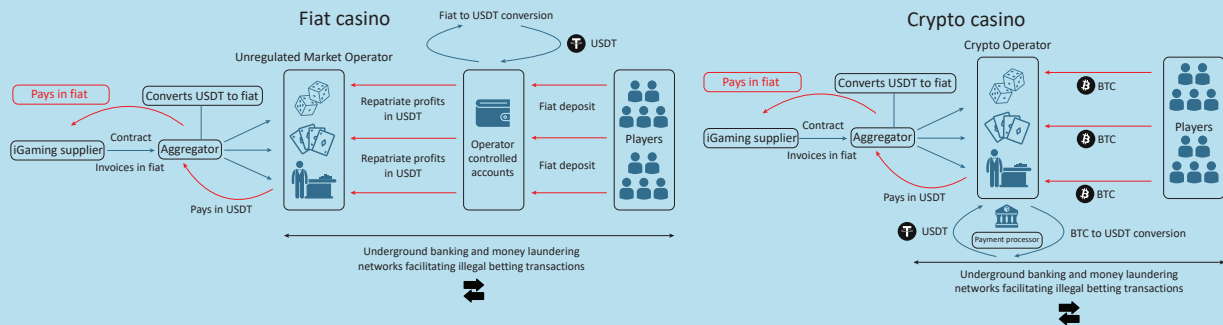 Fiat casino
Fiat to USDT conversion
USDT
Unregulated Market Operator
Pays in fiat
Converts USDT to fiat
iGaming supplier
Contract
Invoices in fiat
Aggregator
Pays in USDT
Repatriate profits
in USDT
Repatriate profits
in USDT
Operator
controlled
accounts
Fiat deposit
Fiat deposit
Players
Underground banking and money laundering
networks facilitating illegal betting transactions
Crypto casino
Crypto Operator
Pays in fiat
Converts USDT to fiat
iGaming supplier
Contract
Invoices in fiat
Aggregator
Pays in USDT
BTC
BTC
BTC
Players
USDT
Payment processor
BTC to USDT conversion
Underground banking and money laundering
networks facilitating illegal betting transactions